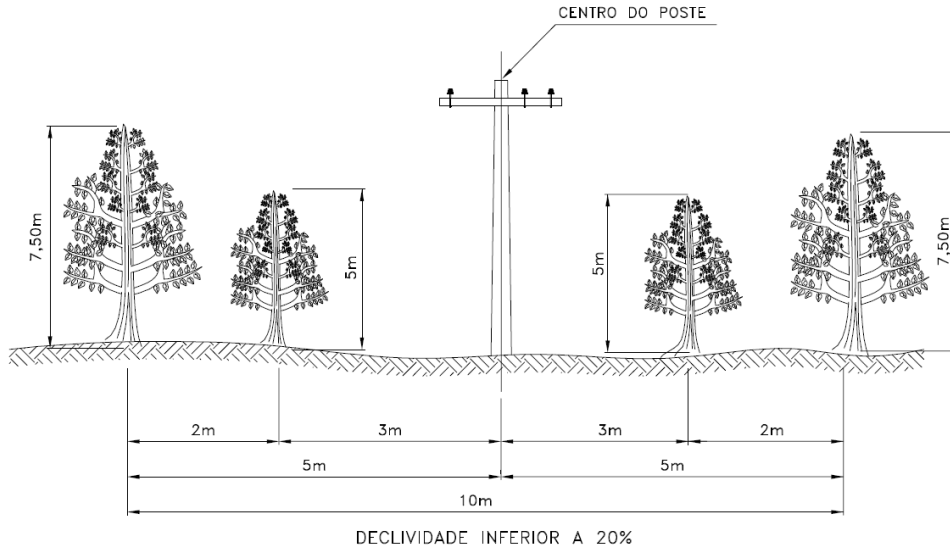 CENTRO DO POSTE
7,50m
5m
5m
7,50m
2m
3m
3m
2m
5m
5m
10m
DECLIVIDADE INFERIOR A 20%